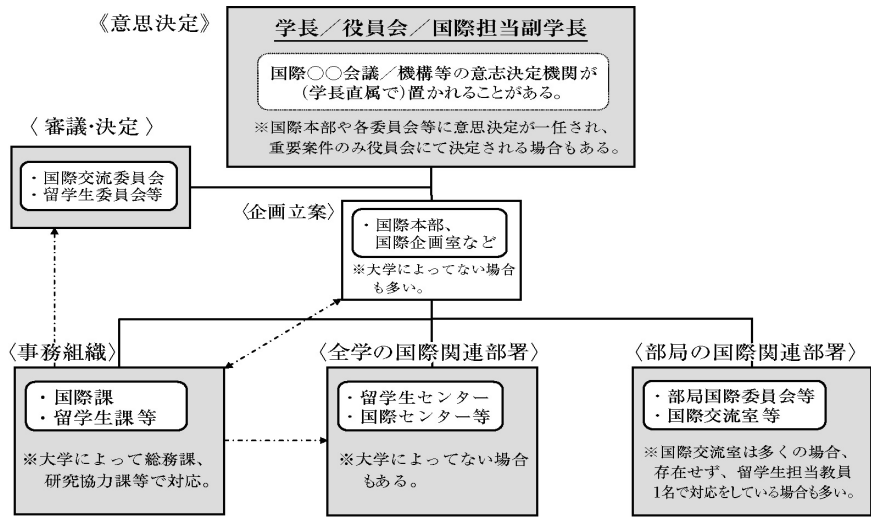 《意思決定》
学長／役員会／国際担当副学長
国際○○会議／機構等の意志決定機関が
(学長直属で)置かれることがある。
※国際本部や各委員会等に意思決定が一任され、
重要案件のみ役員会にて決定される場合もある。
〈審議・決定〉
・国際交流委員会
・留学生委員会等
〈企画立案〉
・国際本部、
国際企画室など
※大学によってない場合
も多い。
〈事務組織〉
・国際課
・留学生課等
※大学によって総務課、
研究協力課等で対応。
〈全学の国際関連部署〉
・留学生センター
・国際センター等
※大学によってない場合
もある。
〈部局の国際関連部署〉
・部局国際委員会等
・国際交流室等
※国際交流室は多くの場合、
存在せず、留学生担当教員
1名で対応をしている場合も多い。